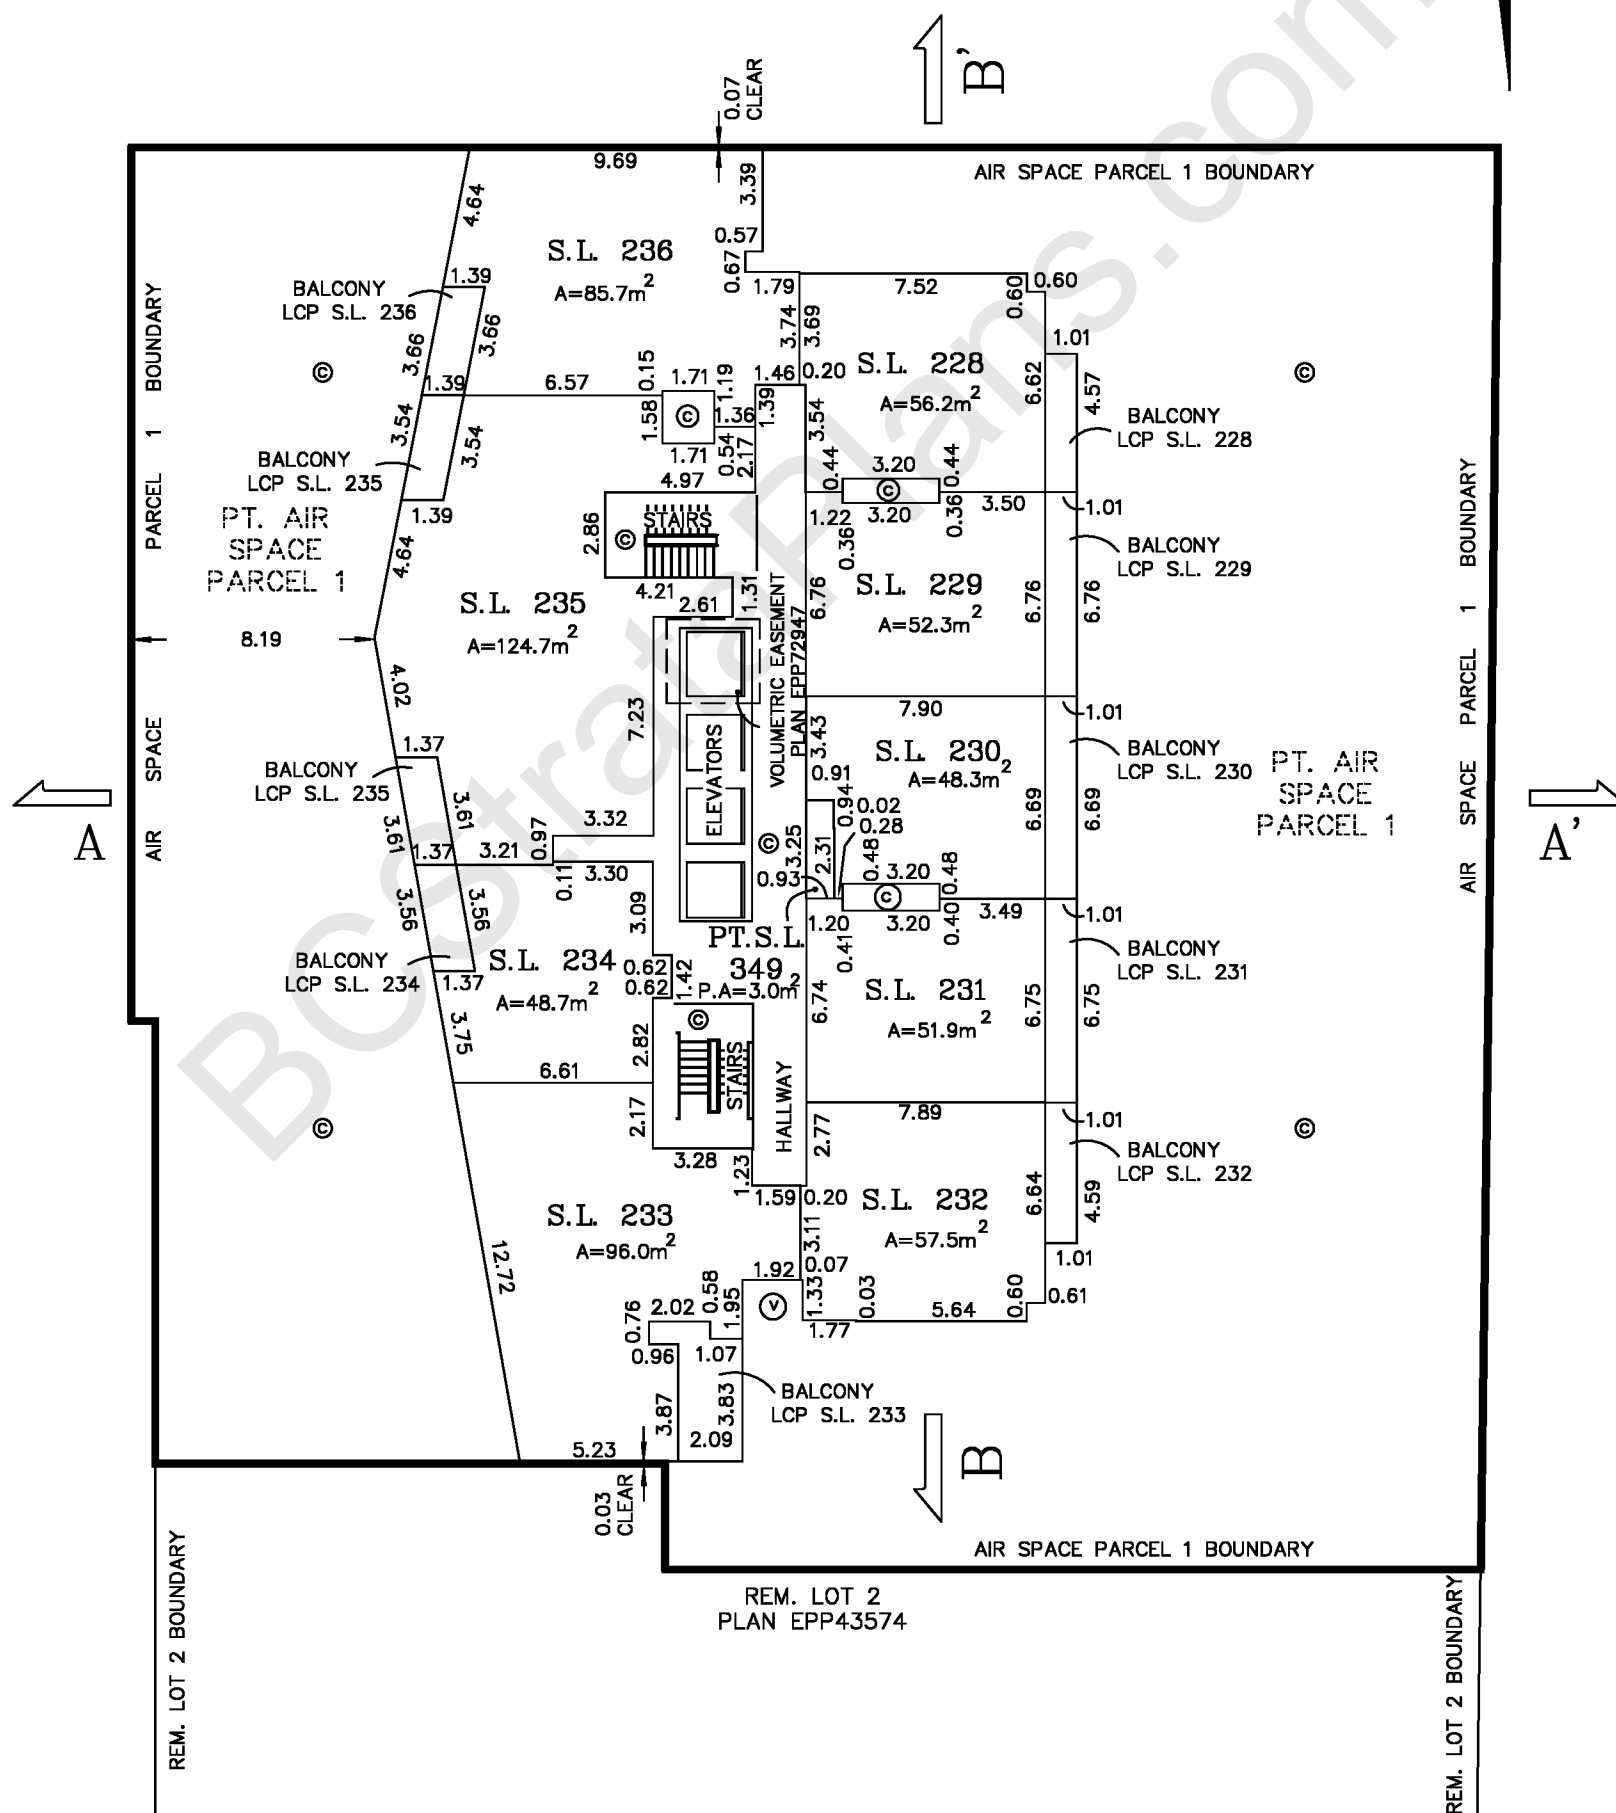 B'
0.07
CLEAR
9.69
3.39
AIR SPACE PARCEL 1 BOUNDARY
4.64
S.L. 236
A=85.7m2
0.57
0.67
1.79
7.52
0.60
0.60
BALCONY
LCP S.L. 236
1.39
3.66
3.66
3.74
3.69
1.01
AIR SPACE PARCEL 1 BOUNDARY
©
1.39
6.57
0.15
1.71
1.19
1.46
0.20
S.L. 228
A=56.2m2
6.62
4.57
©
BALCONY
LCP S.L. 228
3.54
3.54
1.58
©
1.36
1.39
3.54
1.71
0.54
2.17
BALCONY
LCP S.L. 235
1.39
4.97
0.44
3.20
0.44
©
1.22
3.20
0.36
0.36
3.50
1.01
PT. AIR
SPACE
PARCEL 1
4.64
2.86
©
STAIRS
BALCONY
LCP S.L. 229
S.L. 229
A=52.3m2
6.76
6.76
6.76
4.21
2.61
1.31
S.L. 235
A=124.7m2
8.19
VOLUMETRIC EASEMENT
PLAN EPP72947
4.02
7.23
7.90
1.01
3.43
S.L. 230
A=48.3m2
BALCONY
LCP S.L. 230
PT. AIR
SPACE
PARCEL 1
AIR SPACE PARCEL 1 BOUNDARY
1.37
BALCONY
LCP S.L. 235
ELEVATORS
0.91
0.94
0.02
0.28
6.69
6.69
A
A'
3.61
3.61
3.32
0.97
©
3.25
2.31
0.48
3.20
0.48
1.37
3.21
0.11
3.30
0.93
©
3.49
1.01
3.56
3.56
3.09
PT.S.L.
349
P.A=3.0m2
1.20
0.41
3.20
0.40
BALCONY
LCP S.L. 231
BALCONY
LCP S.L. 234
1.37
S.L. 234
A=48.7m2
0.62
0.62
1.42
S.L. 231
A=51.9m2
6.74
6.75
6.75
3.75
2.82
©
STAIRS
6.61
2.17
HALLWAY
7.89
1.01
©
©
2.77
BALCONY
LCP S.L. 232
3.28
1.23
1.59
0.20
S.L. 232
A=57.5m2
6.64
4.59
S.L. 233
A=96.0m2
3.11
12.72
1.92
0.07
1.01
0.76
2.02
0.58
1.95
V
1.33
0.03
5.64
0.60
0.61
1.77
0.96
1.07
BALCONY
LCP S.L. 233
3.87
3.83
2.09
B
5.23
0.03
CLEAR
AIR SPACE PARCEL 1 BOUNDARY
REM. LOT 2
PLAN EPP43574
REM. LOT 2 BOUNDARY
REM. LOT 2 BOUNDARY
BCStrataPlans.com